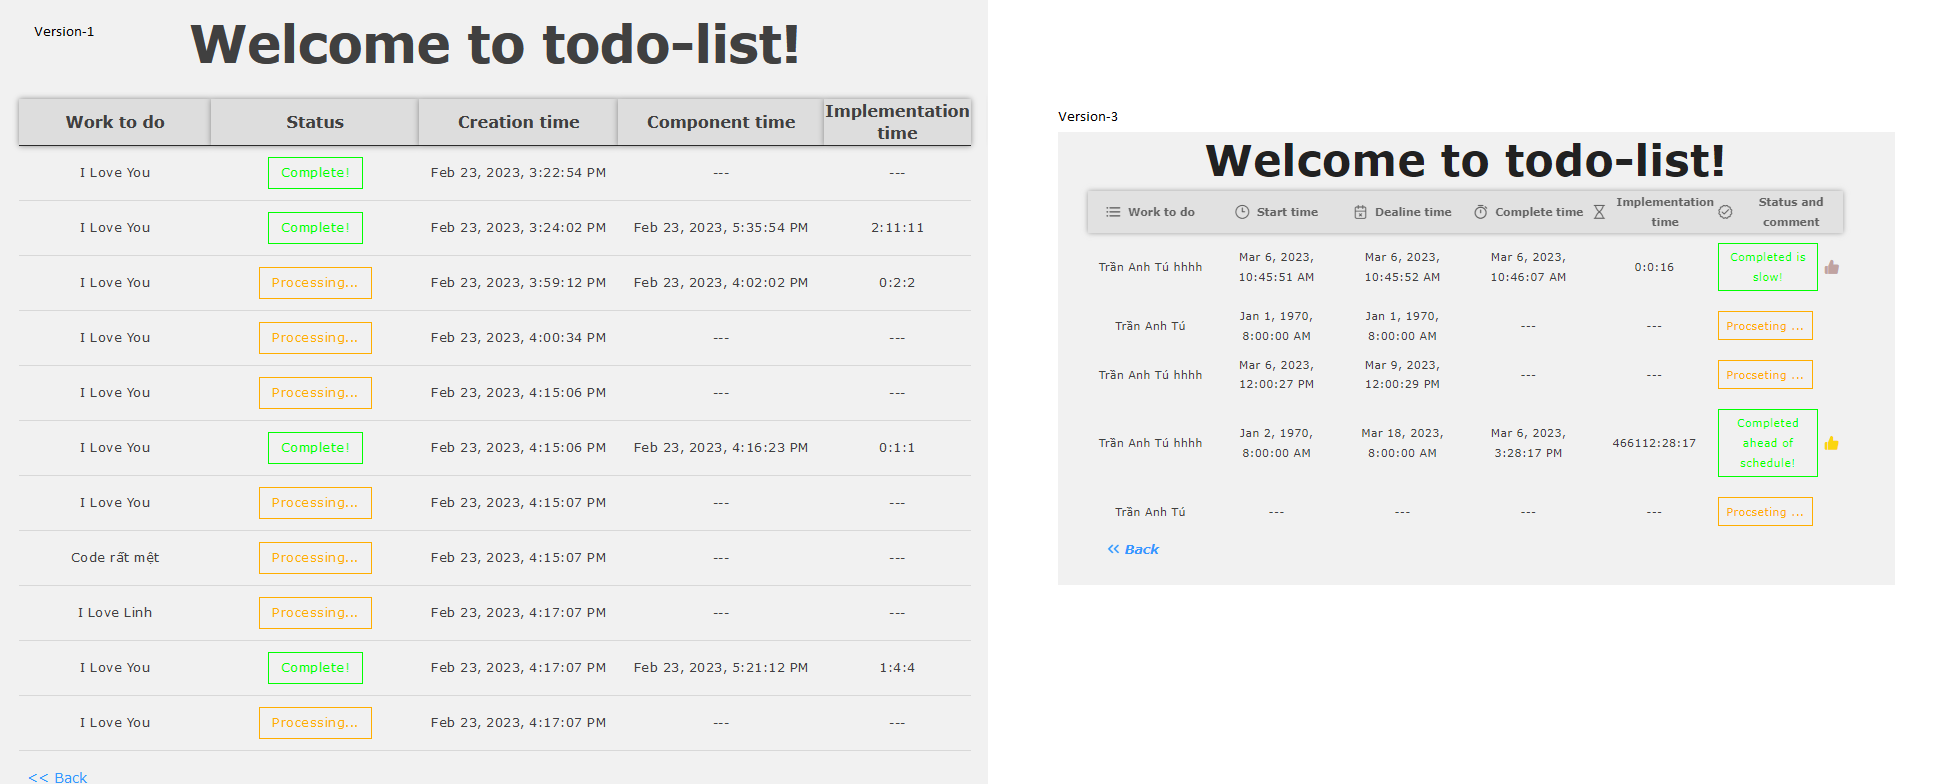 Version-1
Welcome to todo-list!
Work to do Status Creation time Component time Implementation time
I Love You Complete! Feb 23, 2023, 3:22:54 PM --- ---
I Love You Complete! Feb 23, 2023, 3:24:02 PM Feb 23, 2023, 5:35:54 PM 2:11:11
I Love You Processing... Feb 23, 2023, 3:59:12 PM Feb 23, 2023, 4:02:02 PM 0:2:2
I Love You Processing... Feb 23, 2023, 4:00:34 PM --- ---
I Love You Processing... Feb 23, 2023, 4:15:06 PM --- ---
I Love You Complete! Feb 23, 2023, 4:15:06 PM Feb 23, 2023, 4:16:23 PM 0:1:1
I Love You Processing... Feb 23, 2023, 4:15:07 PM --- ---
Code rất mệt Processing... Feb 23, 2023, 4:15:07 PM --- ---
I Love Linh Processing... Feb 23, 2023, 4:17:07 PM --- ---
I Love You Complete! Feb 23, 2023, 4:17:07 PM Feb 23, 2023, 5:21:12 PM 1:4:4
I Love You Processing... Feb 23, 2023, 4:17:07 PM --- ---
<< Back
Version-3
Welcome to todo-list!
Work to do Start time Dealine time Complete time Implementation time Status and comment
Trần Anh Tú hhhh Mar 6, 2023, 10:45:51 AM Mar 6, 2023, 10:45:52 AM Mar 6, 2023, 10:46:07 AM 0:0:16 Completed is slow!
Trần Anh Tú Jan 1, 1970, 8:00:00 AM Jan 1, 1970, 8:00:00 AM --- --- Procseting ...
Trần Anh Tú hhhh Mar 6, 2023, 12:00:27 PM Mar 9, 2023, 12:00:29 PM --- --- Procseting ...
Trần Anh Tú hhhh Jan 2, 1970, 8:00:00 AM Mar 18, 2023, 8:00:00 AM Mar 6, 2023, 3:28:17 PM 466112:28:17 Completed ahead of schedule!
Trần Anh Tú --- --- --- --- Procseting ...
Back